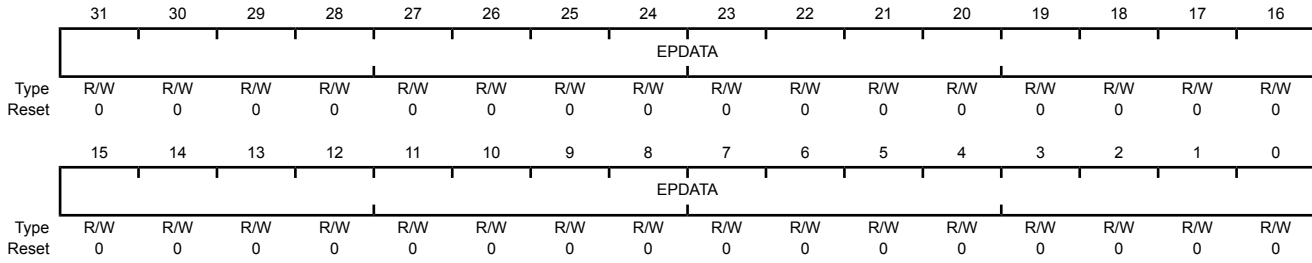 31 30 29 28 27 26 25 24 23 22 21 20 19 18 17 16
EPDATA
Type R/W R/W R/W R/W R/W R/W R/W R/W R/W R/W R/W R/W R/W R/W R/W R/W
Reset 0 0 0 0 0 0 0 0 0 0 0 0 0 0 0 0
15 14 13 12 11 10 9 8 7 6 5 4 3 2 1 0
EPDATA
Type R/W R/W R/W R/W R/W R/W R/W R/W R/W R/W R/W R/W R/W R/W R/W R/W
Reset 0 0 0 0 0 0 0 0 0 0 0 0 0 0 0 0